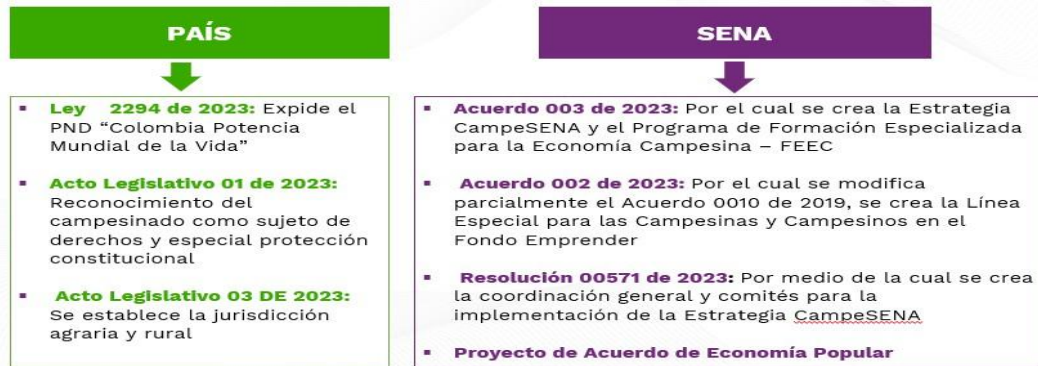 PAÍS
▪ Ley 2294 de 2023: Expide el
PND “Colombia Potencia
Mundial de la Vida”
▪ Acto Legislativo 01 de 2023:
Reconocimiento del
campesinado como sujeto de
derechos y especial protección
constitucional
▪ Acto Legislativo 03 DE 2023:
Se establece la jurisdicción
agraria y rural
SENA
▪ Acuerdo 003 de 2023: Por el cual se crea la Estrategia
CampeSENA y el Programa de Formación Especializada
para la Economía Campesina – FEEC
▪ Acuerdo 002 de 2023: Por el cual se modifica
parcialmente el Acuerdo 0010 de 2019, se crea la Línea
Especial para las Campesinas y Campesinos en el
Fondo Emprender
▪ Resolución 00571 de 2023: Por medio de la cual se crea
la coordinación general y comités para la
implementación de la Estrategia CampeSENA
▪ Proyecto de Acuerdo de Economía Popular